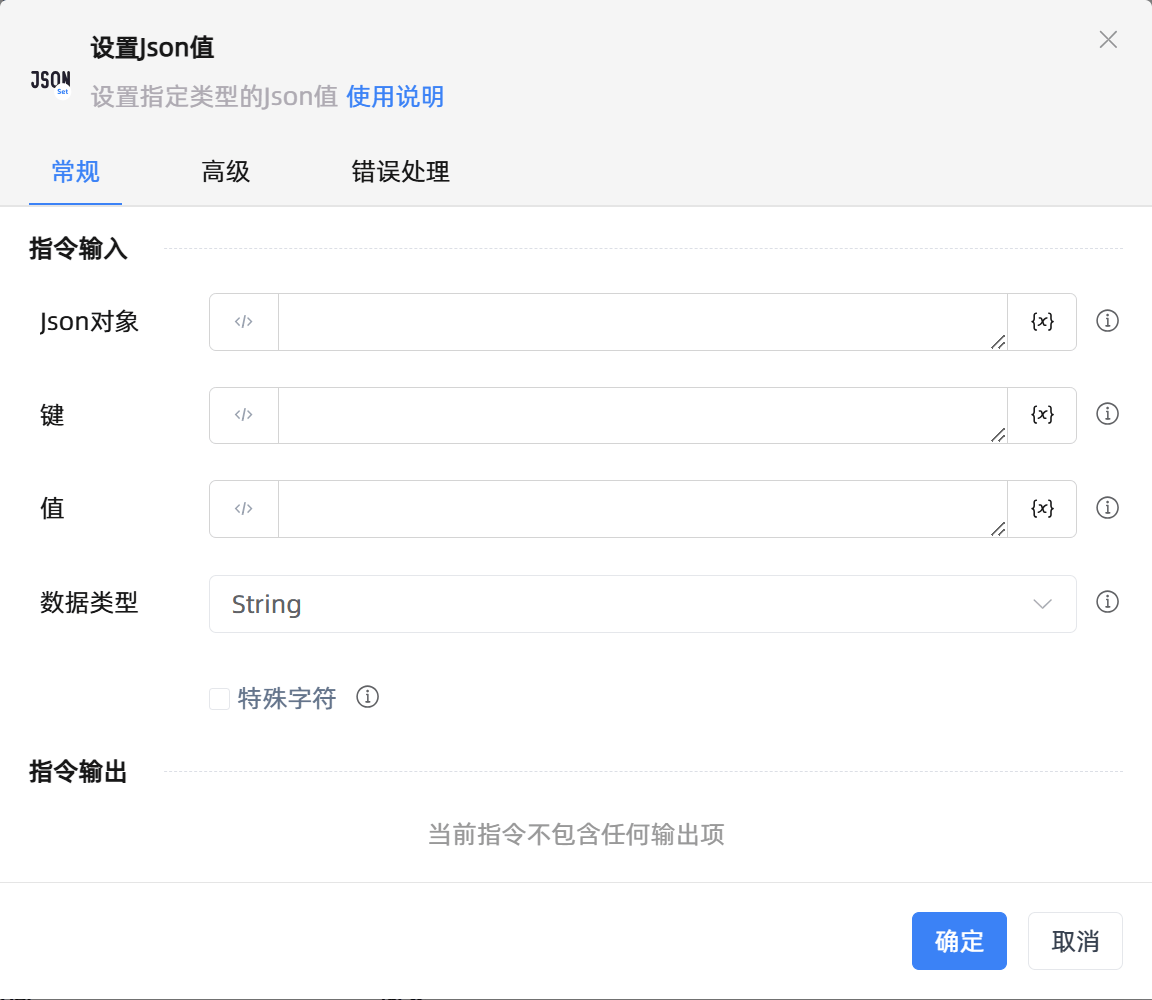 设置Json值
JSON
Set
设置指定类型的Json值 使用说明
常规 高级 错误处理
指令输入
Json对象 </> {x}
键 </> {x}
值 </> {x}
数据类型 String
特殊字符
指令输出
当前指令不包含任何输出项
确定 取消